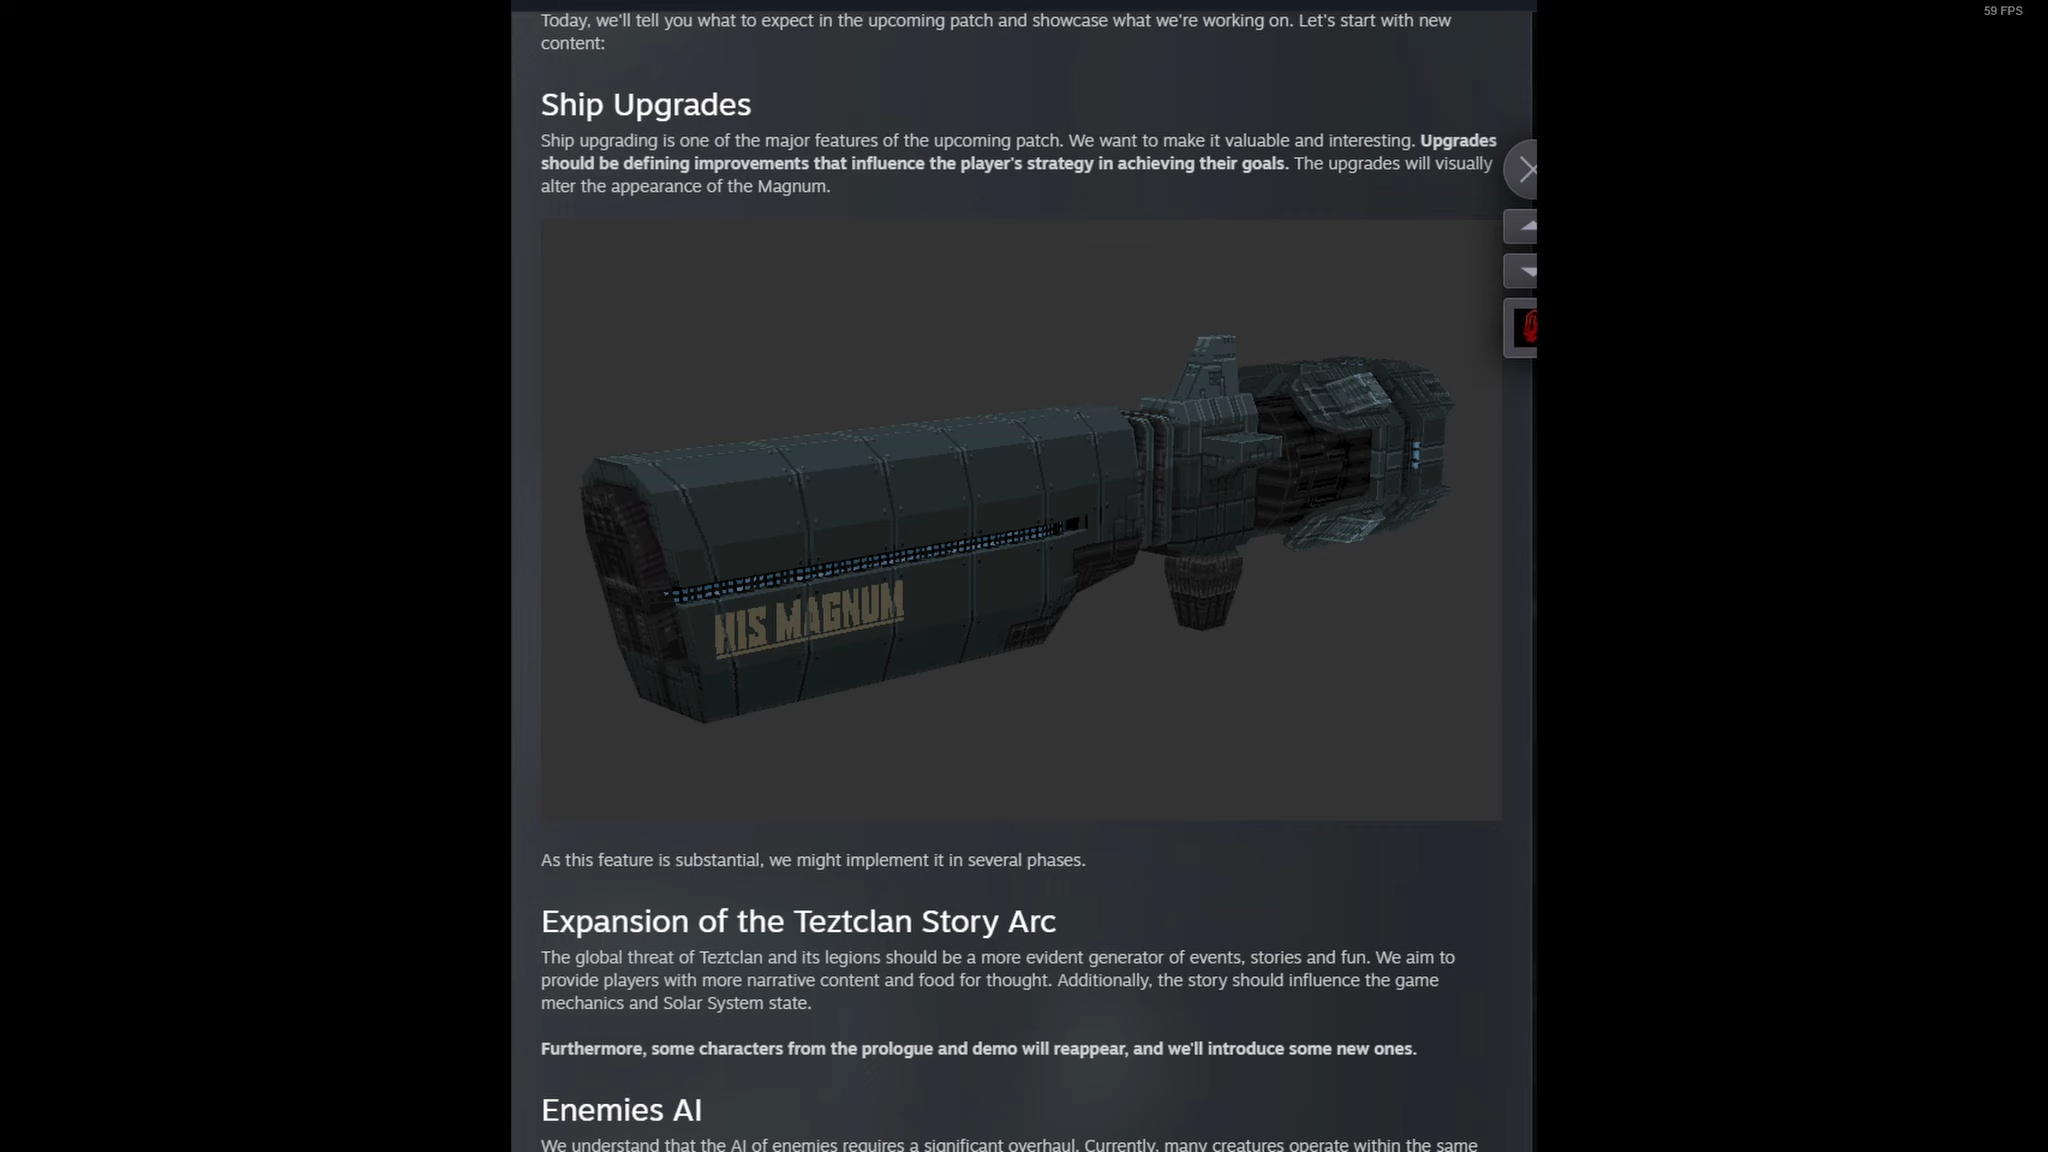 59 FPS
Today, we'll tell you what to expect in the upcoming patch and showcase what we're working on. Let's start with new
content:
Ship Upgrades
Ship upgrading is one of the major features of the upcoming patch. We want to make it valuable and interesting. Upgrades
should be defining improvements that influence the player's strategy in achieving their goals. The upgrades will visually
alter the appearance of the Magnum.
HIS MAGNUM
As this feature is substantial, we might implement it in several phases.
Expansion of the Teztclan Story Arc
The global threat of Teztclan and its legions should be a more evident generator of events, stories and fun. We aim to
provide players with more narrative content and food for thought. Additionally, the story should influence the game
mechanics and Solar System state.
Furthermore, some characters from the prologue and demo will reappear, and we'll introduce some new ones.
Enemies AI
We understand that the AI of enemies requires a significant overhaul. Currently, many creatures operate within the same